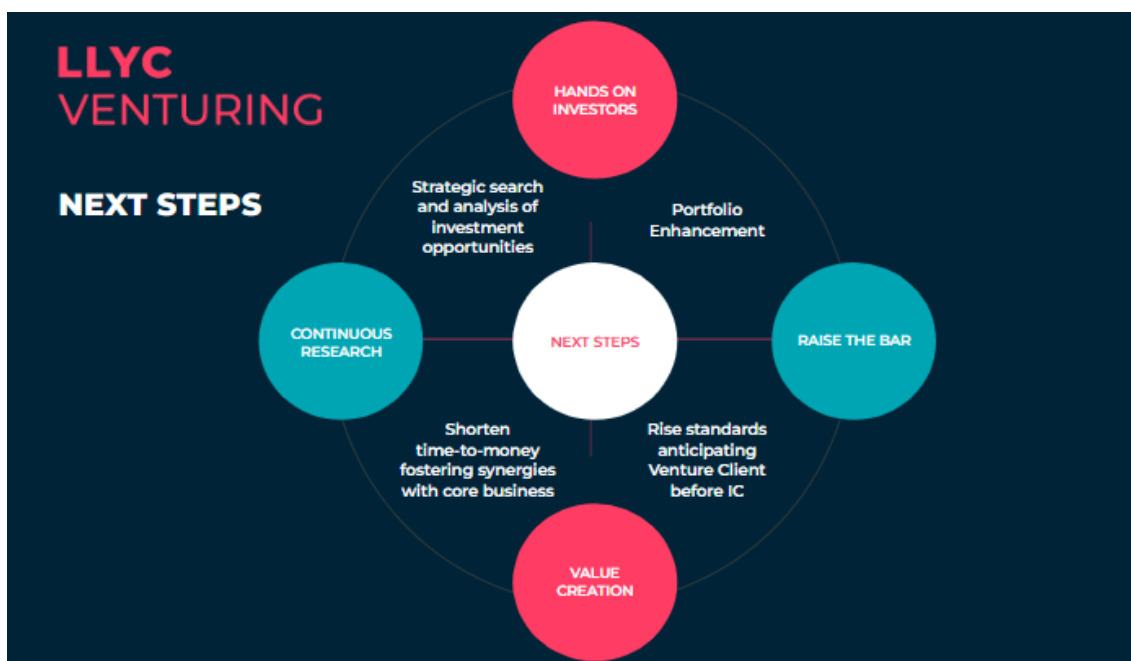 LLYC
VENTURING
NEXT STEPS
HANDS ON
INVESTORS
Strategic search
and analysis of
investment
opportunities
Portfolio
Enhancement
CONTINUOUS
RESEARCH
NEXT STEPS
RAISE THE BAR
Shorten
time-to-money
fostering synergies
with core business
Rise standards
anticipating
Venture Client
before IC
VALUE
CREATION